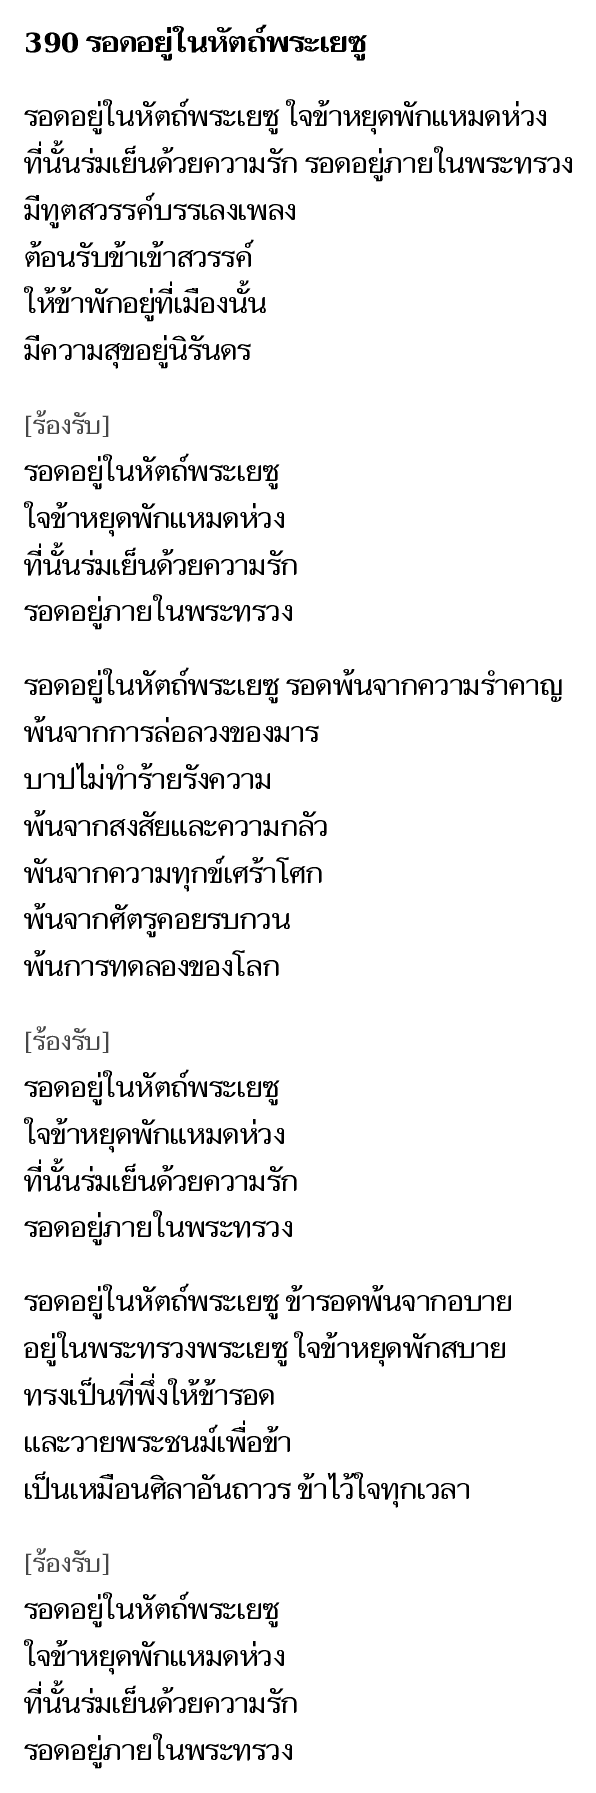 390 รอดอยู่ในหัตถ์พระเยซู
รอดอยู่ในหัตถ์พระเยซู ใจข้าหยุดพักแหมดห่วง
ที่นั้นร่มเย็นด้วยความรัก รอดอยู่ภายในพระทรวง
มีทูตสวรรค์บรรเลงเพลง
ต้อนรับข้าเข้าสวรรค์
ให้ข้าพักอยู่ที่เมืองนั้น
มีความสุขอยู่นิรันดร
[ร้องรับ]
รอดอยู่ในหัตถ์พระเยซู
ใจข้าหยุดพักแหมดห่วง
ที่นั้นร่มเย็นด้วยความรัก
รอดอยู่ภายในพระทรวง
รอดอยู่ในหัตถ์พระเยซู รอดพ้นจากความรำคาญ
พ้นจากการล่อลวงของมาร
บาปไม่ทำร้ายรังความ
พ้นจากสงสัยและความกลัว
พันจากความทุกข์เศร้าโศก
พ้นจากศัตรูคอยรบกวน
พ้นการทดลองของโลก
[ร้องรับ]
รอดอยู่ในหัตถ์พระเยซู
ใจข้าหยุดพักแหมดห่วง
ที่นั้นร่มเย็นด้วยความรัก
รอดอยู่ภายในพระทรวง
รอดอยู่ในหัตถ์พระเยซู ข้ารอดพ้นจากอบาย
อยู่ในพระทรวงพระเยซู ใจข้าหยุดพักสบาย
ทรงเป็นที่พึ่งให้ข้ารอด
และวายพระชนม์เพื่อข้า
เป็นเหมือนศิลาอันถาวร ข้าไว้ใจทุกเวลา
[ร้องรับ]
รอดอยู่ในหัตถ์พระเยซู
ใจข้าหยุดพักแหมดห่วง
ที่นั้นร่มเย็นด้วยความรัก
รอดอยู่ภายในพระทรวง